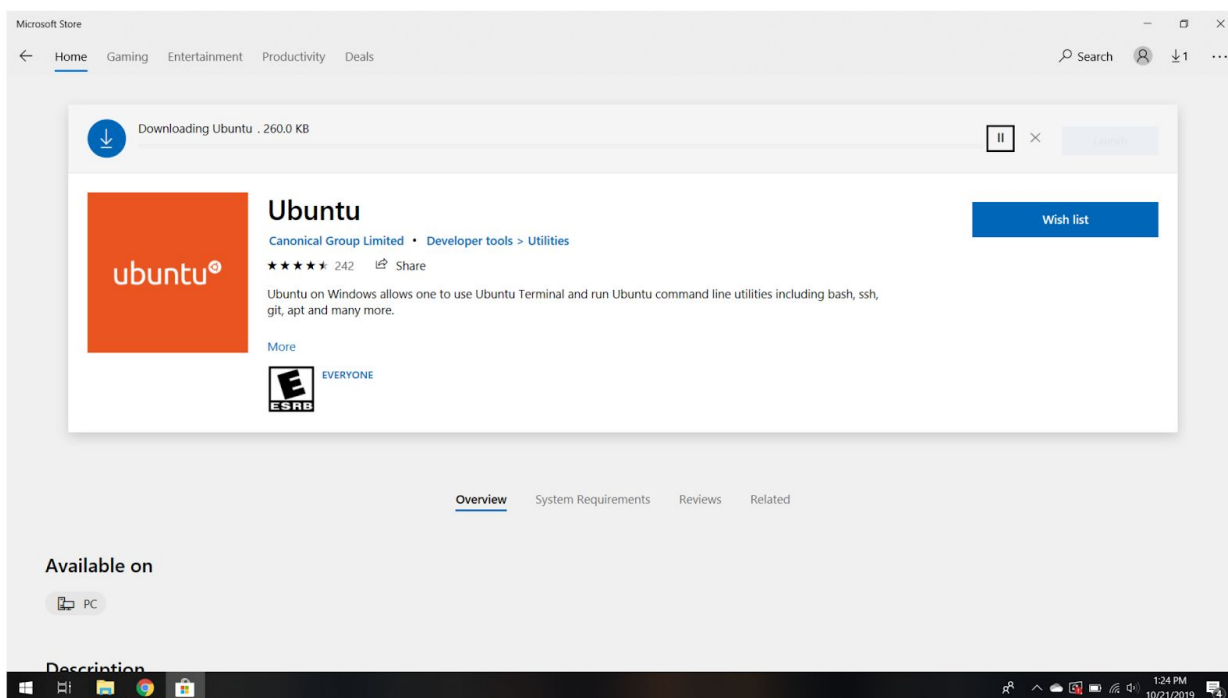 Microsoft Store
Home Gaming Entertainment Productivity Deals
Search 1
Downloading Ubuntu . 260.0 KB
ubuntu
Ubuntu
Wish list
Canonical Group Limited • Developer tools > Utilities
242 Share
Ubuntu on Windows allows one to use Ubuntu Terminal and run Ubuntu command line utilities including bash, ssh,
git, apt and many more.
More
E
ESRB
EVERYONE
Overview System Requirements Reviews Related
Available on
PC
Description
1:24 PM
10/21/2019
4